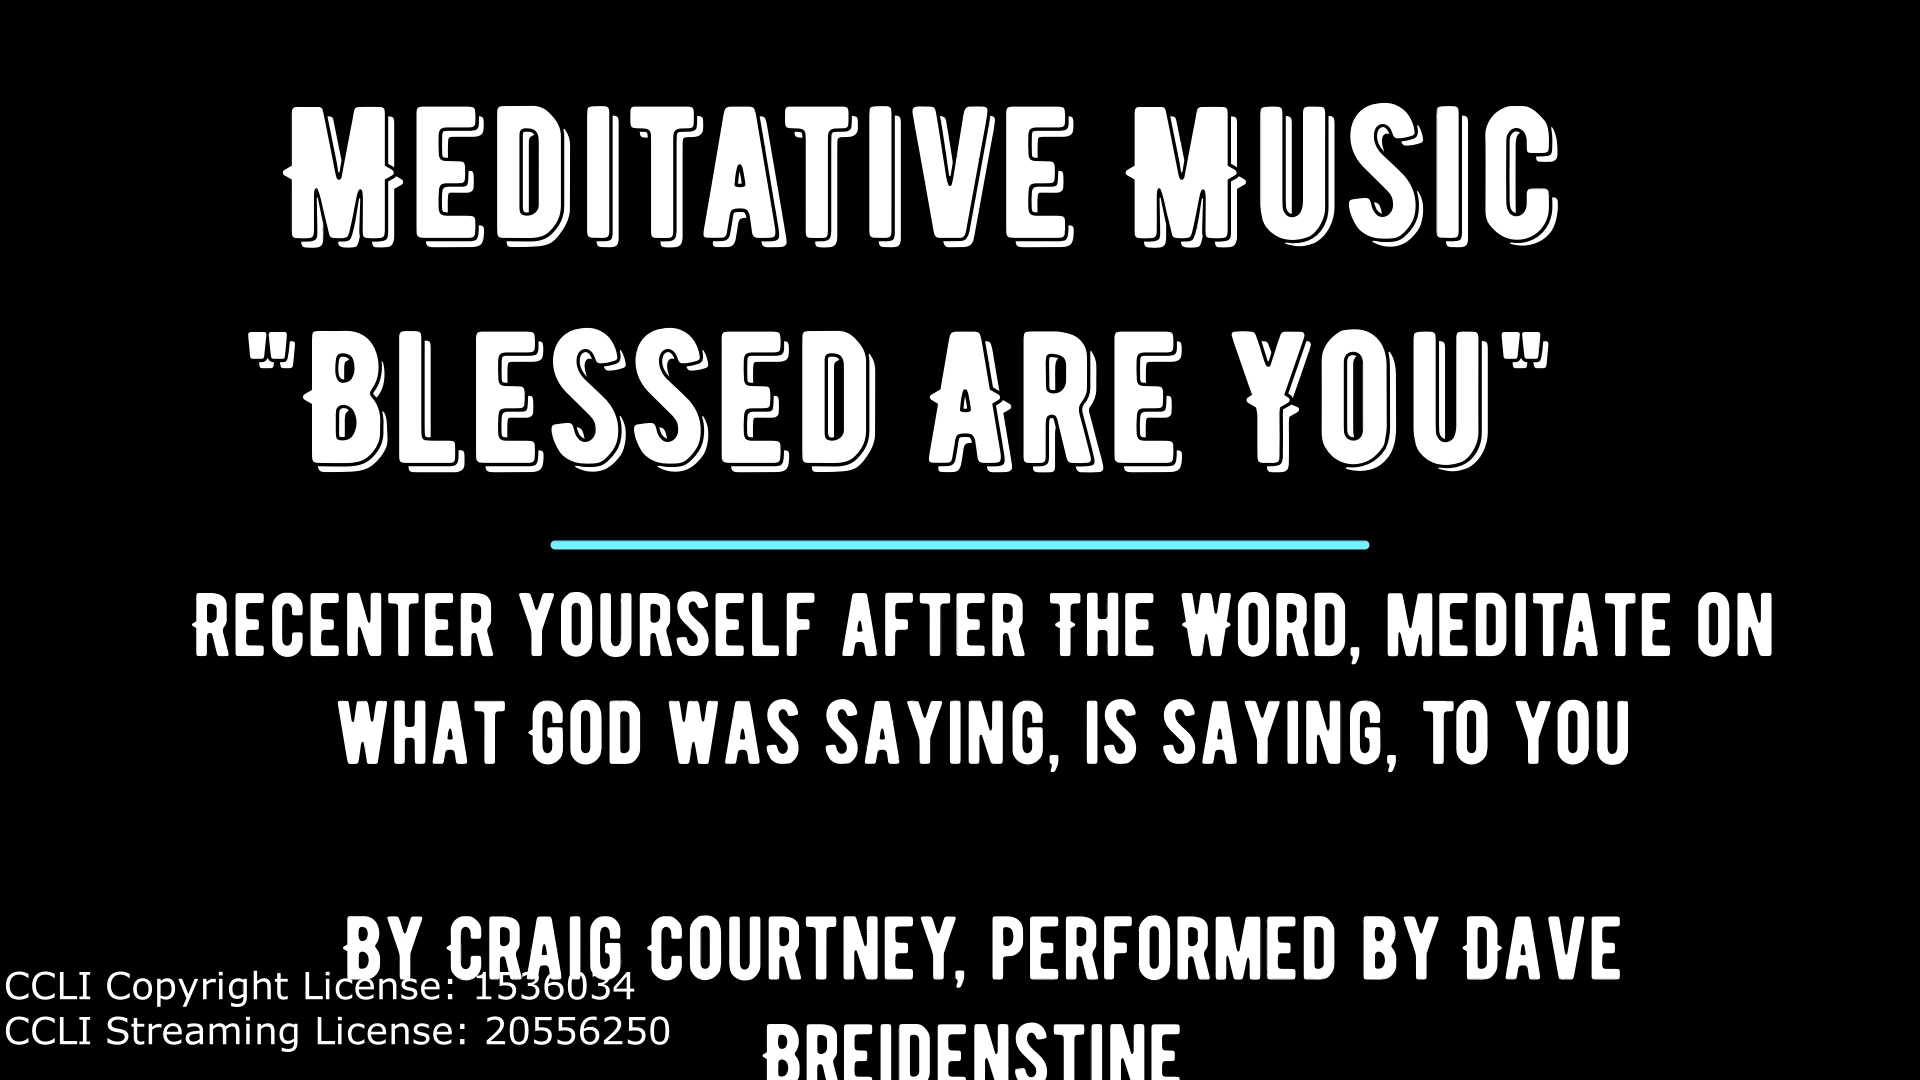 Meditative Music
"Blessed Are You"
Recenter yourself after the Word, meditate on
what God was saying, is saying, to you
By Craig Courtney, performed by Dave
Breidenstine
CCLI Copyright License: 1536034
CCLI Streaming License: 20556250